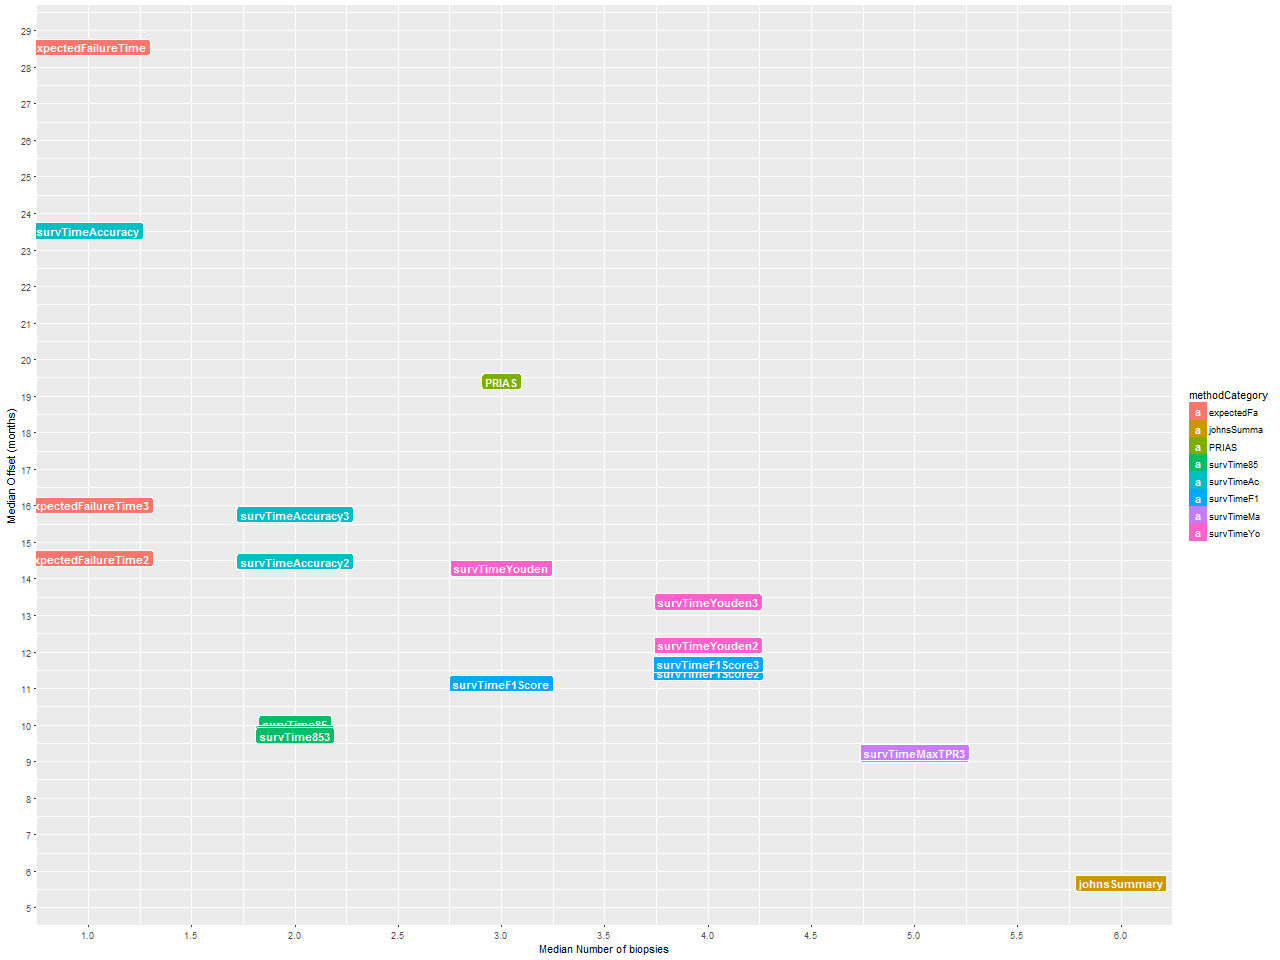 29
28
27
26
25
24
23
22
21
20
19
18
17
16
15
14
13
12
11
10
9
8
7
6
5
Median Offset (months)
xpectedFailureTime
survTimeAccuracy
PRIAS
xpectedFailureTime3
survTimeAccuracy3
xpectedFailureTime2
survTimeAccuracy2
survTimeYouden
survTimeYouden3
survTimeYouden2
survTimeF1Score3
survTimeF1Score2
survTimeF1Score
survTime85
survTime853
survTimeMaxTPR3
johnsSummary
1.0 1.5 2.0 2.5 3.0 3.5 4.0 4.5 5.0 5.5 6.0
Median Number of biopsies
methodCategory
a expectedFa
a johnsSumma
a PRIAS
a survTime85
a survTimeAc
a survTimeF1
a survTimeMa
a survTimeYo